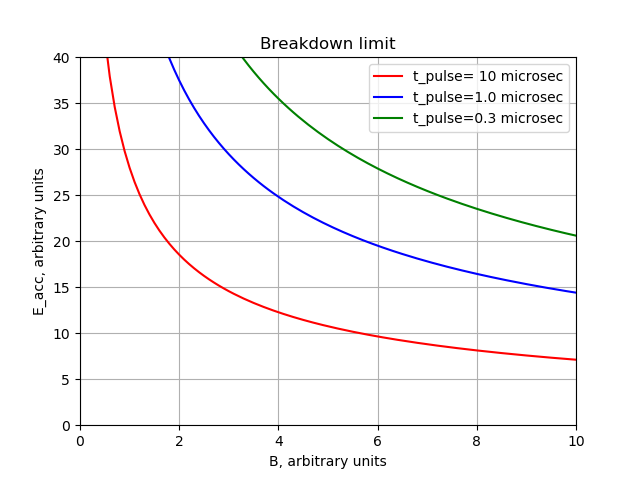 Breakdown limit
t_pulse= 10 microsec
t_pulse=1.0 microsec
t_pulse=0.3 microsec
E_acc, arbitrary units
40
35
30
25
20
15
10
5
0
0 2 4 6 8 10
B, arbitrary units